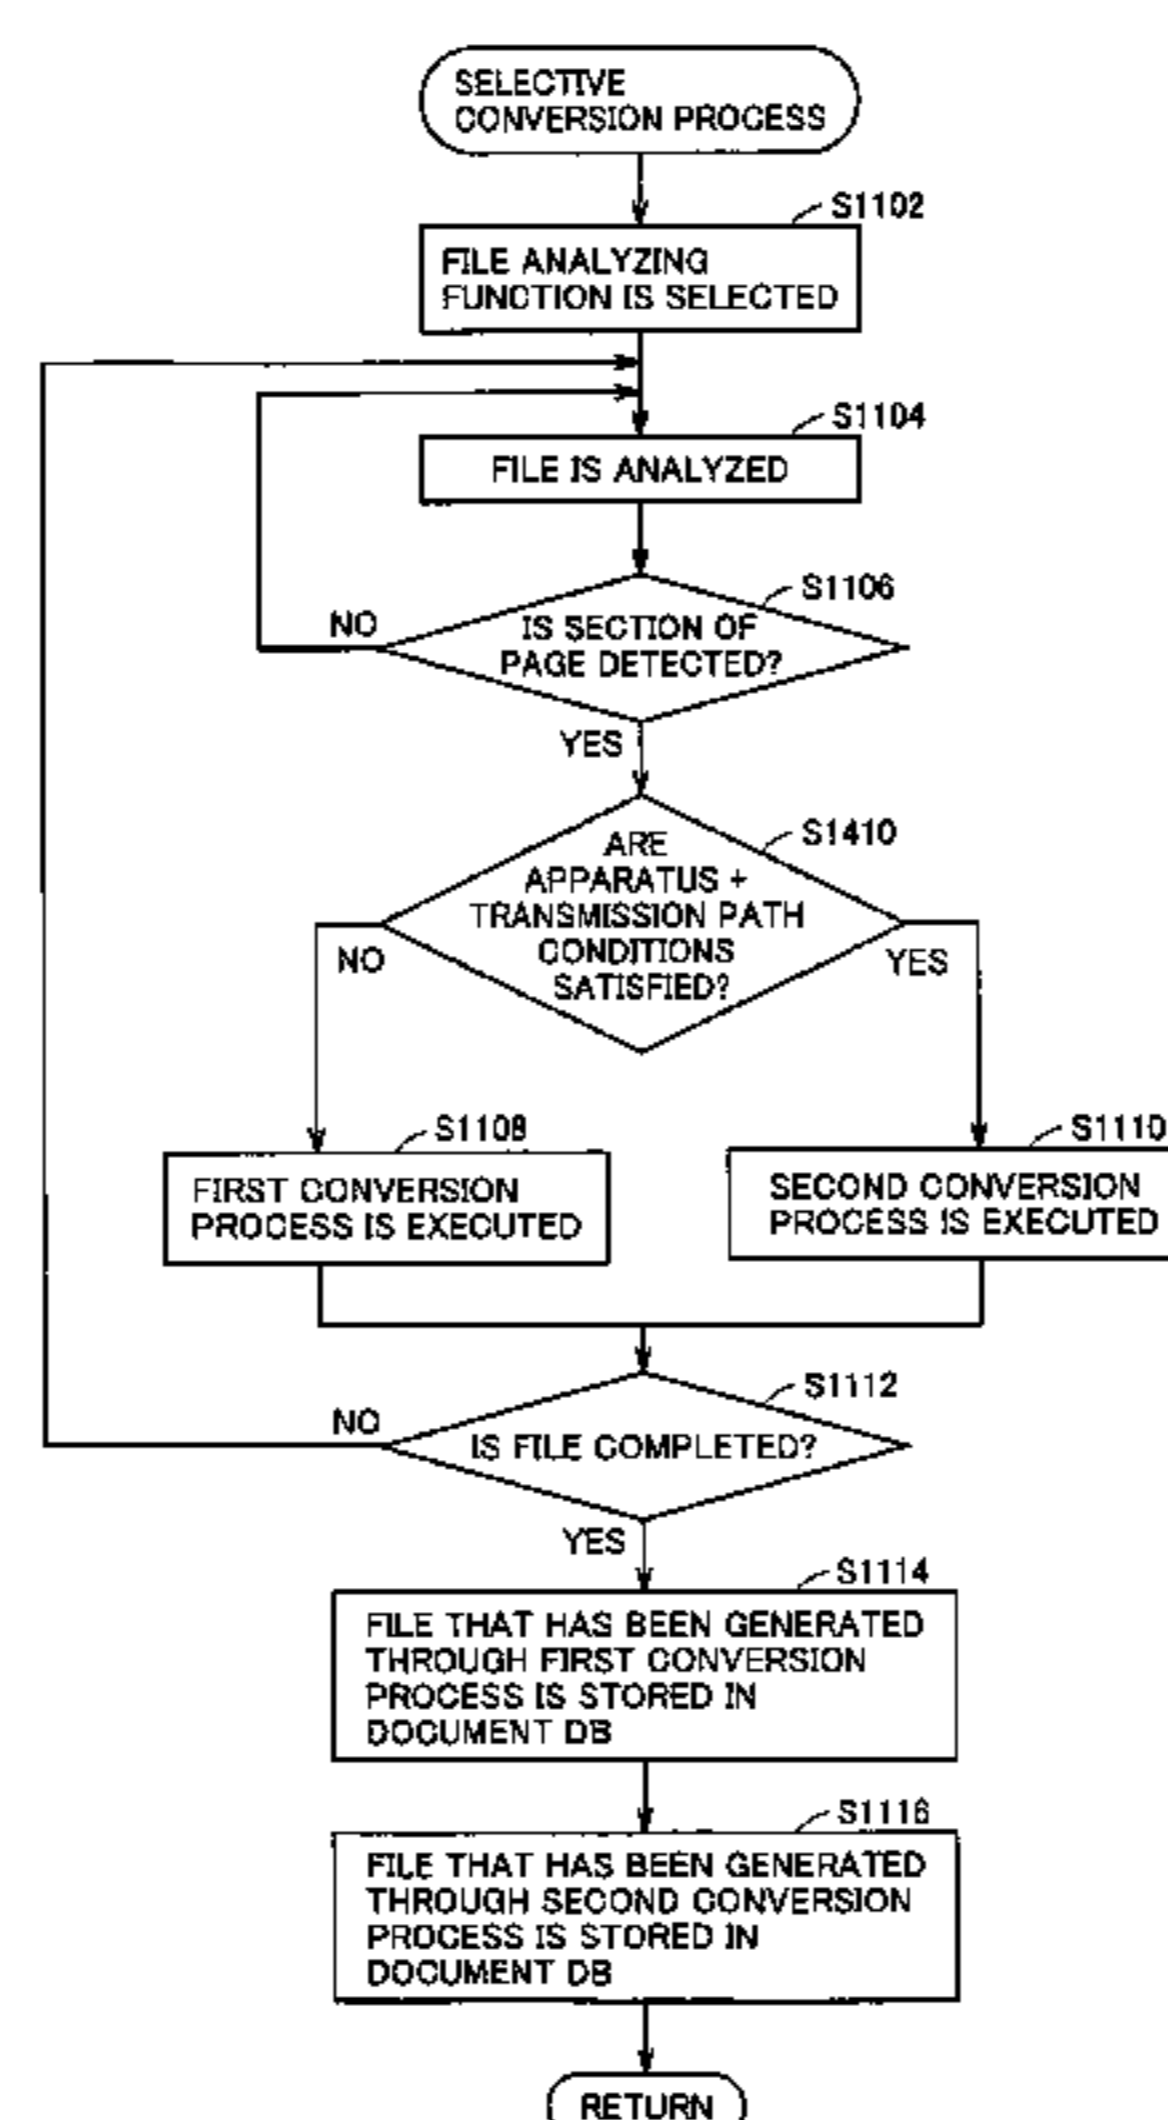 SELECTIVE
CONVERSION PROCESS
S1102
FILE ANALYZING
FUNCTION IS SELECTED
S1104
FILE IS ANALYZED
S1106
NO
IS SECTION OF
PAGE DETECTED?
YES
S1410
ARE
APPARATUS +
TRANSMISSION PATH
CONDITIONS
SATISFIED?
NO
YES
S1108
FIRST CONVERSION
PROCESS IS EXECUTED
S1110
SECOND CONVERSION
PROCESS IS EXECUTED
S1112
NO
IS FILE COMPLETED?
YES
S1114
FILE THAT HAS BEEN GENERATED
THROUGH FIRST CONVERSION
PROCESS IS STORED IN
DOCUMENT DB
S1116
FILE THAT HAS BEEN GENERATED
THROUGH SECOND CONVERSION
PROCESS IS STORED IN
DOCUMENT DB
RETURN